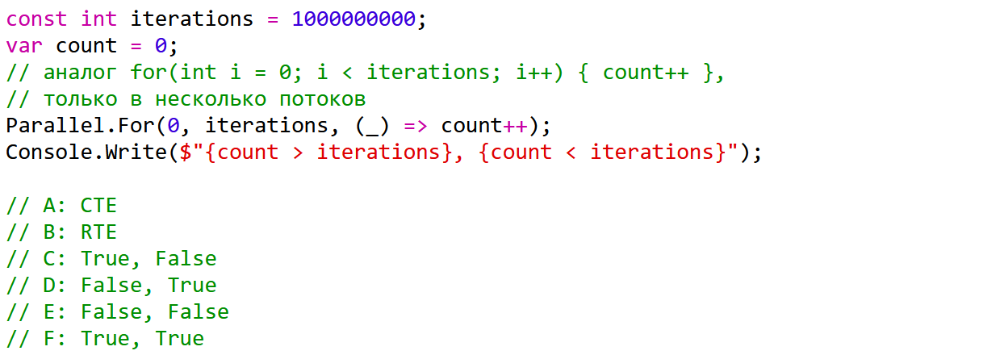 const int iterations = 1000000000;
var count = 0;
// аналог for(int i = 0; i < iterations; i++) { count++ },
// только в несколько потоков
Parallel.For(0, iterations, (_) => count++);
Console.Write($"{count > iterations}, {count < iterations}");
// A: CTE
// B: RTE
// C: True, False
// D: False, True
// E: False, False
// F: True, True